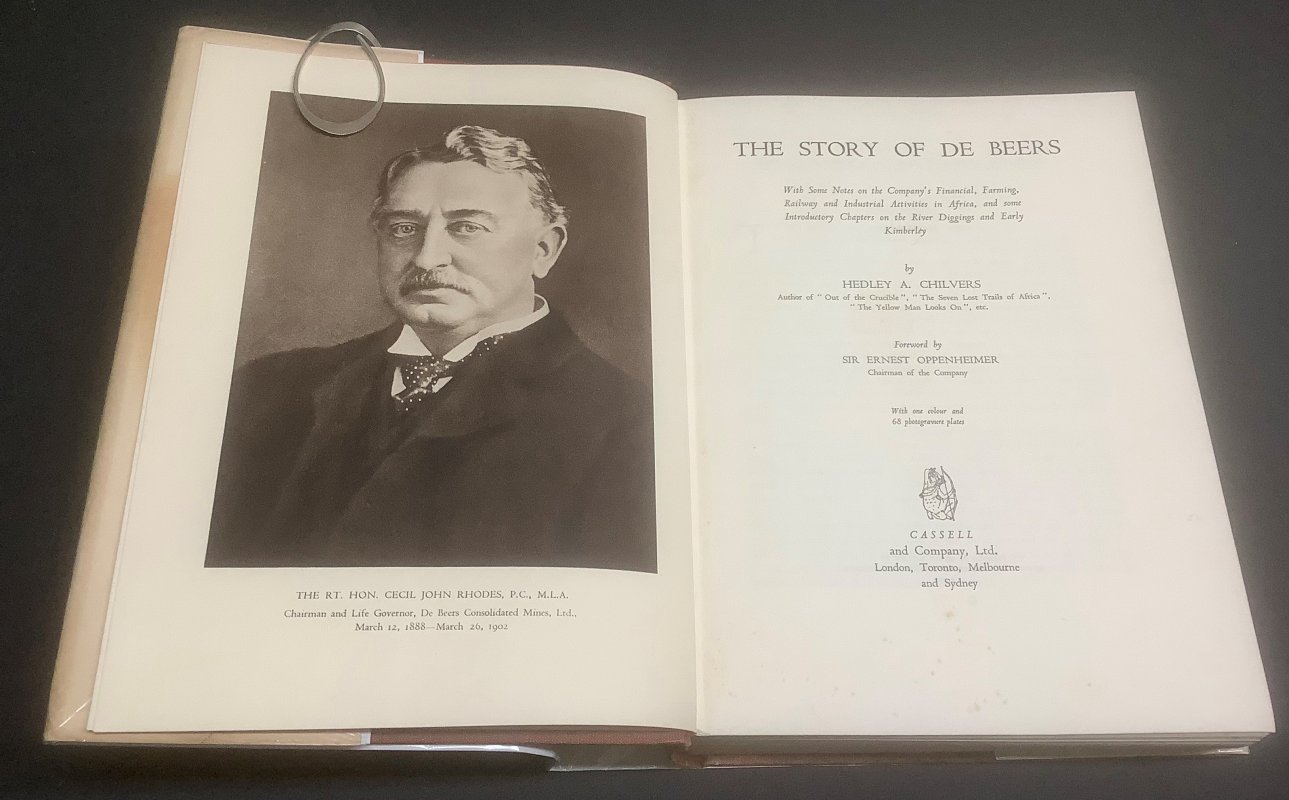 THE RT. HON. CECIL JOHN RHODES, P.C., M.L.A.
Chairman and Life Governor, De Beers Consolidated Mines, Ltd.,
March 12, 1888—March 26, 1902
THE STORY OF DE BEERS
With Some Notes on the Company's Financial, Farming,
Railway and Industrial Activities in Africa, and some
Introductory Chapters on the River Diggings and Early
Kimberley
by
HEDLEY A. CHILVERS
Author of "Out of the Crucible", "The Seven Lost Trails of Africa",
"The Yellow Man Looks On", etc.
Foreword by
SIR ERNEST OPPENHEIMER
Chairman of the Company
With one colour and
68 photogravure plates
CASSELL
and Company, Ltd.
London, Toronto, Melbourne
and Sydney